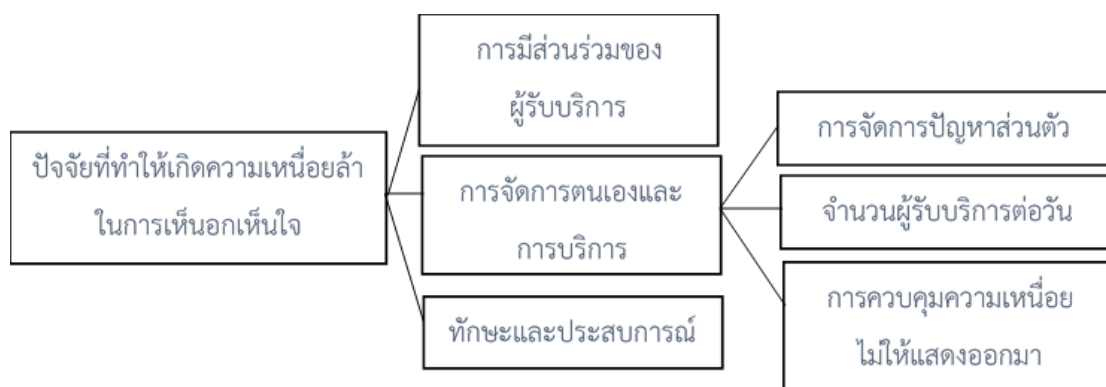 ปัจจัยที่ทำให้เกิดความเหนื่อยล้า
ในการเห็นอกเห็นใจ
การมีส่วนร่วมของ
ผู้รับบริการ
การจัดการตนเองและ
การบริการ
ทักษะและประสบการณ์
การจัดการปัญหาส่วนตัว
จำนวนผู้รับบริการต่อวัน
การควบคุมความเหนื่อย
ไม่ให้แสดงออกมา